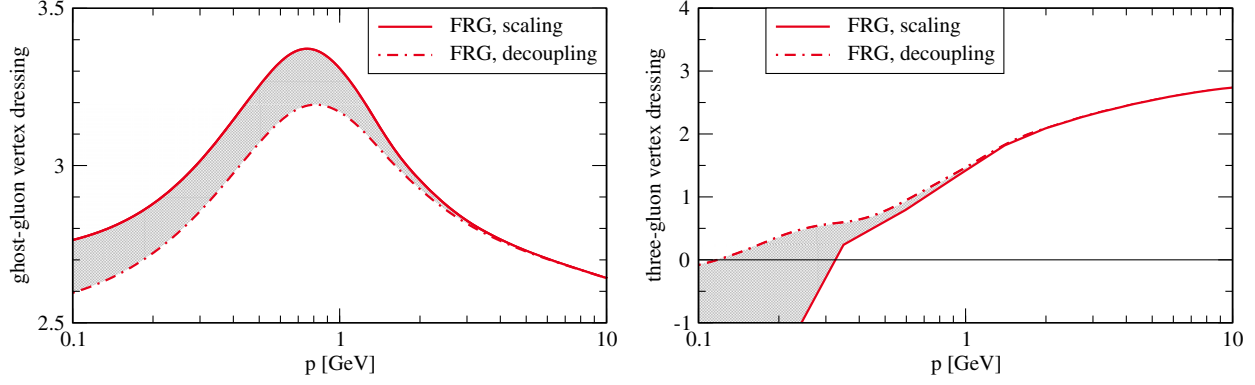 3.5
3
2.5
ghost-gluon vertex dressing
FRG, scaling
FRG, decoupling
0.1
1
10
p [GeV]
4
3
2
1
0
-1
three-gluon vertex dressing
FRG, scaling
FRG, decoupling
0.1
1
10
p [GeV]